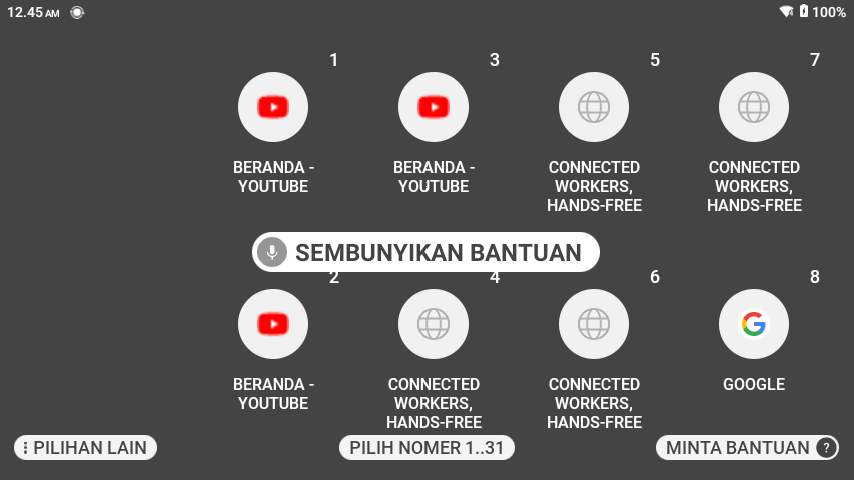 12.45 AM
100%
1
3
5
7
BERANDA -
YOUTUBE
BERANDA -
YOUTUBE
CONNECTED
WORKERS,
HANDS-FREE
CONNECTED
WORKERS,
HANDS-FREE
SEMBUNYIKAN BANTUAN
2
4
6
8
BERANDA -
YOUTUBE
CONNECTED
WORKERS,
HANDS-FREE
CONNECTED
WORKERS,
HANDS-FREE
GOOGLE
PILIHAN LAIN
PILIH NOMER 1..31
MINTA BANTUAN ?